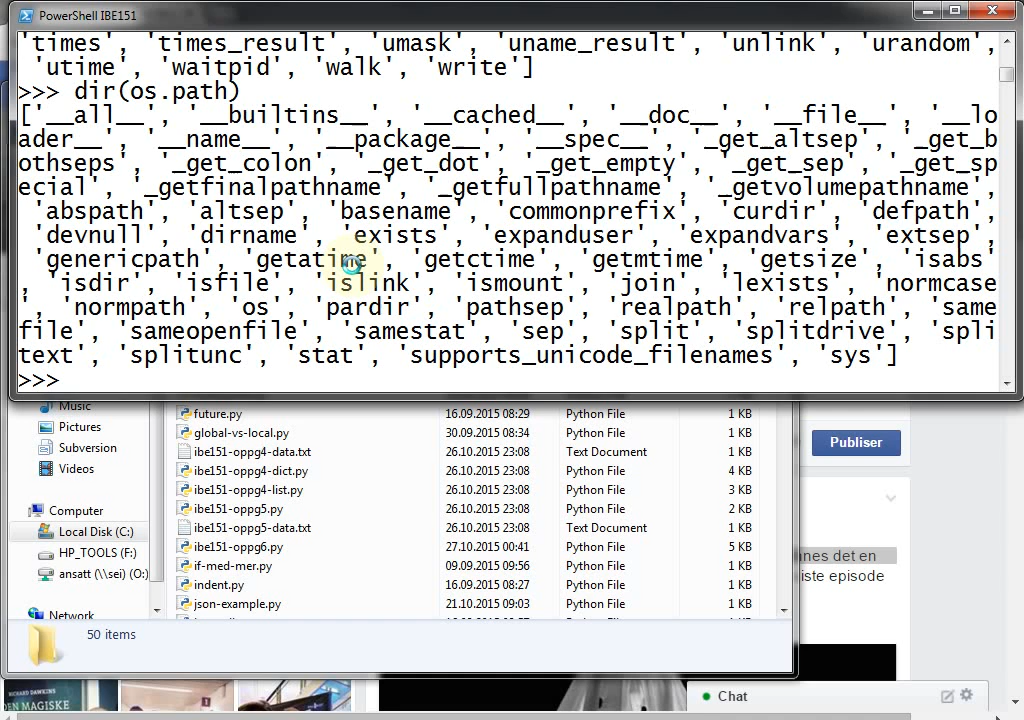 PowerShell IBE151
'times', 'times_result', 'umask', 'uname_result', 'unlink', 'urandom',
 'utime', 'waitpid', 'walk', 'write']
>>> dir(os.path)
['__all__', '__builtins__', '__cached__', '__doc__', '__file__', '__lo
ader__', '__name__', '__package__', '__spec__', '_get_altsep', '_get_b
othseps', '_get_colon', '_get_dot', '_get_empty', '_get_sep', '_get_sp
ecial', '_getfinalpathname', '_getfullpathname', '_getvolumepathname',
 'abspath', 'altsep', 'basename', 'commonprefix', 'curdir', 'defpath',
 'devnull', 'dirname', 'exists', 'expanduser', 'expandvars', 'extsep',
 'genericpath', 'getatime', 'getctime', 'getmtime', 'getsize', 'isabs'
, 'isdir', 'isfile', 'islink', 'ismount', 'join', 'lexists', 'normcase
', 'normpath', 'os', 'pardir', 'pathsep', 'realpath', 'relpath', 'same
file', 'sameopenfile', 'samestat', 'sep', 'split', 'splitdrive', 'spli
text', 'splitunc', 'stat', 'supports_unicode_filenames', 'sys']
>>>
Music
Pictures
Subversion
Videos
Computer
Local Disk (C:)
HP_TOOLS (F:)
ansatt (\\sei) (O:)
Network
future.py 16.09.2015 08:29 Python File 1 KB
global-vs-local.py 30.09.2015 08:34 Python File 1 KB
ibe151-oppg4-data.txt 26.10.2015 23:08 Text Document 1 KB
ibe151-oppg4-dict.py 26.10.2015 23:08 Python File 4 KB
ibe151-oppg4-list.py 26.10.2015 23:08 Python File 3 KB
ibe151-oppg5.py 26.10.2015 23:08 Python File 2 KB
ibe151-oppg5-data.txt 26.10.2015 23:08 Text Document 1 KB
ibe151-oppg6.py 27.10.2015 00:41 Python File 5 KB
if-med-mer.py 09.09.2015 09:56 Python File 1 KB
indent.py 16.09.2015 08:27 Python File 1 KB
json-example.py 21.10.2015 09:03 Python File 1 KB
50 items
Publiser
nnes det en
iste episode
RICHARD DAWKINS
DEN MAGISKE
Chat